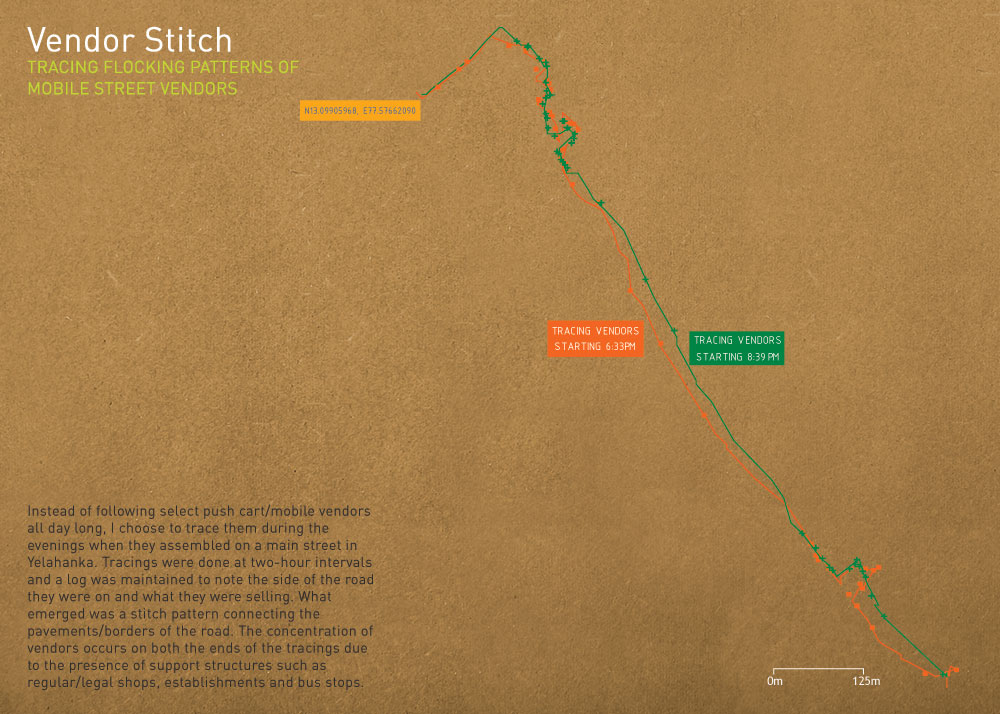 Vendor Stitch
TRACING FLOCKING PATTERNS OF
MOBILE STREET VENDORS
N13.09905968, E77.57662090
TRACING VENDORS
STARTING 6:33PM
TRACING VENDORS
STARTING 8:39 PM
Instead of following select push cart/mobile vendors
all day long, I choose to trace them during the
evenings when they assembled on a main street in
Yelahanka. Tracings were done at two-hour intervals
and a log was maintained to note the side of the road
they were on and what they were selling. What
emerged was a stitch pattern connecting the
pavements/borders of the road. The concentration of
vendors occurs on both the ends of the tracings due
to the presence of support structures such as
regular/legal shops, establishments and bus stops.
0m 125m